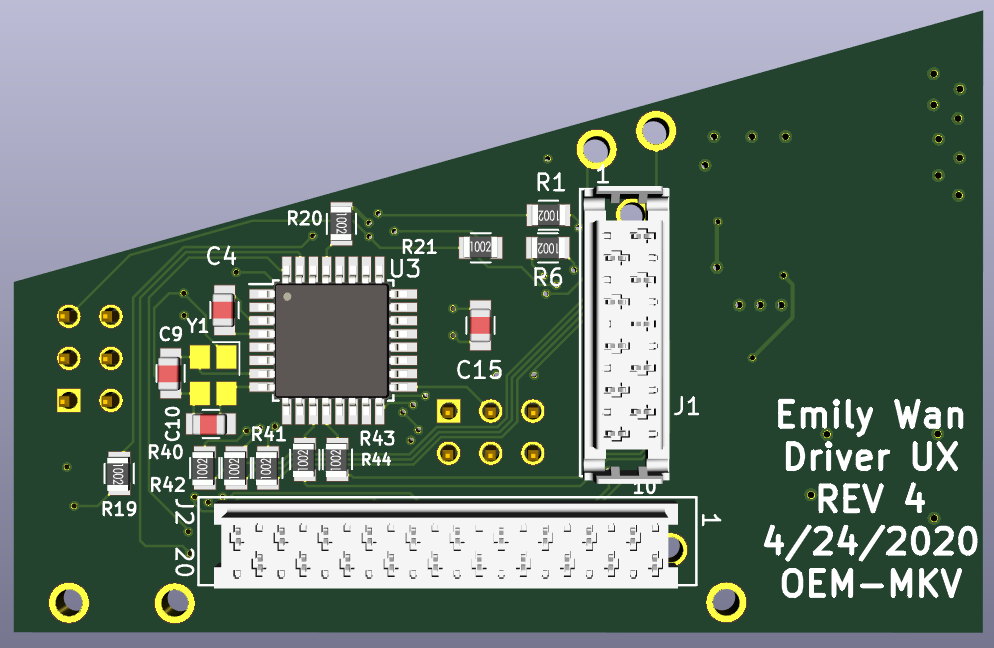 1
R1
R20
R21
R6
C4
U3
Y1
C9
C15
C10
J1
R41
R43
R40
R44
R42
R19
10
J2
1
20
1002
1002
1002
1002
1002
1002
1002
1002
1002
1002
Emily Wan
Driver UX
REV 4
4/24/2020
OEM-MKV